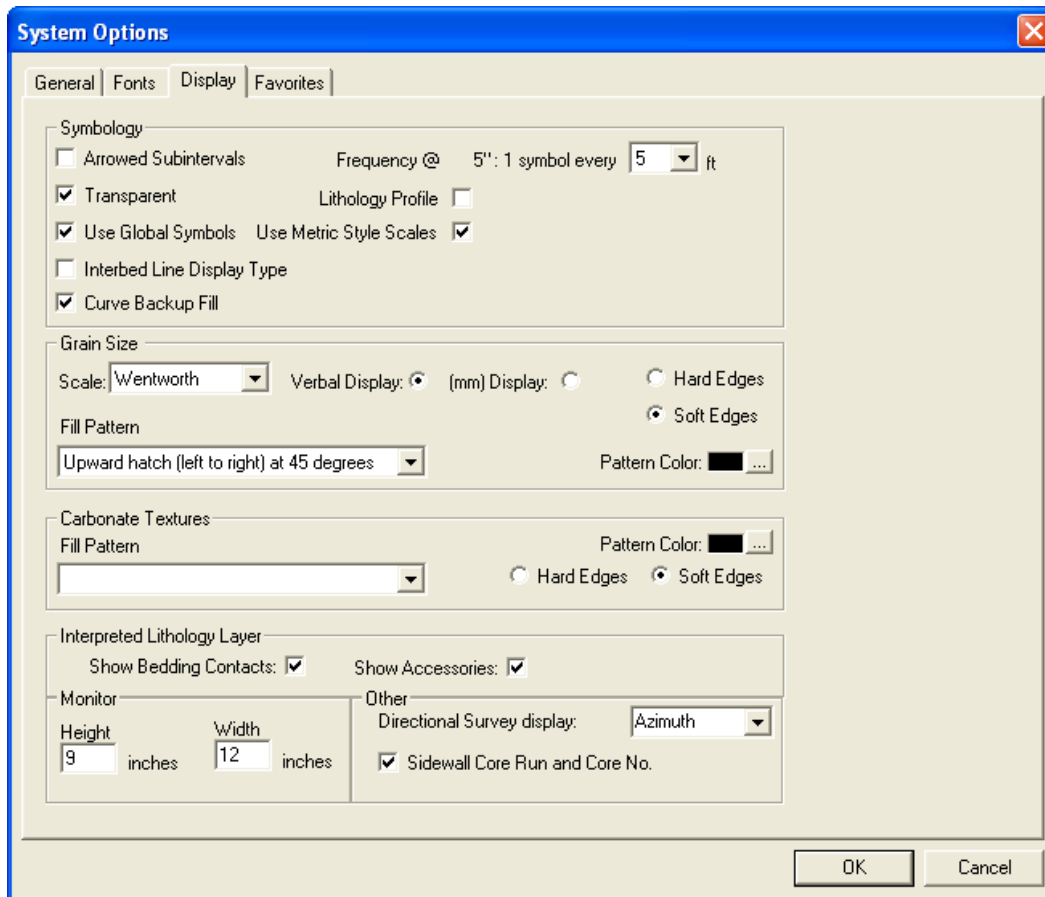 System Options
General Fonts Display Favorites
Symbology
Arrowed Subintervals Frequency @ 5": 1 symbol every 5 ft
Transparent Lithology Profile
Use Global Symbols Use Metric Style Scales
Interbed Line Display Type
Curve Backup Fill
Grain Size
Scale: Wentworth Verbal Display: (mm) Display: Hard Edges
Soft Edges
Fill Pattern
Upward hatch (left to right) at 45 degrees Pattern Color: ...
Carbonate Textures
Fill Pattern Pattern Color: ...
Hard Edges Soft Edges
Interpreted Lithology Layer
Show Bedding Contacts: Show Accessories:
Monitor Other
Height Width Directional Survey display: Azimuth
9 inches 12 inches Sidewall Core Run and Core No.
OK Cancel